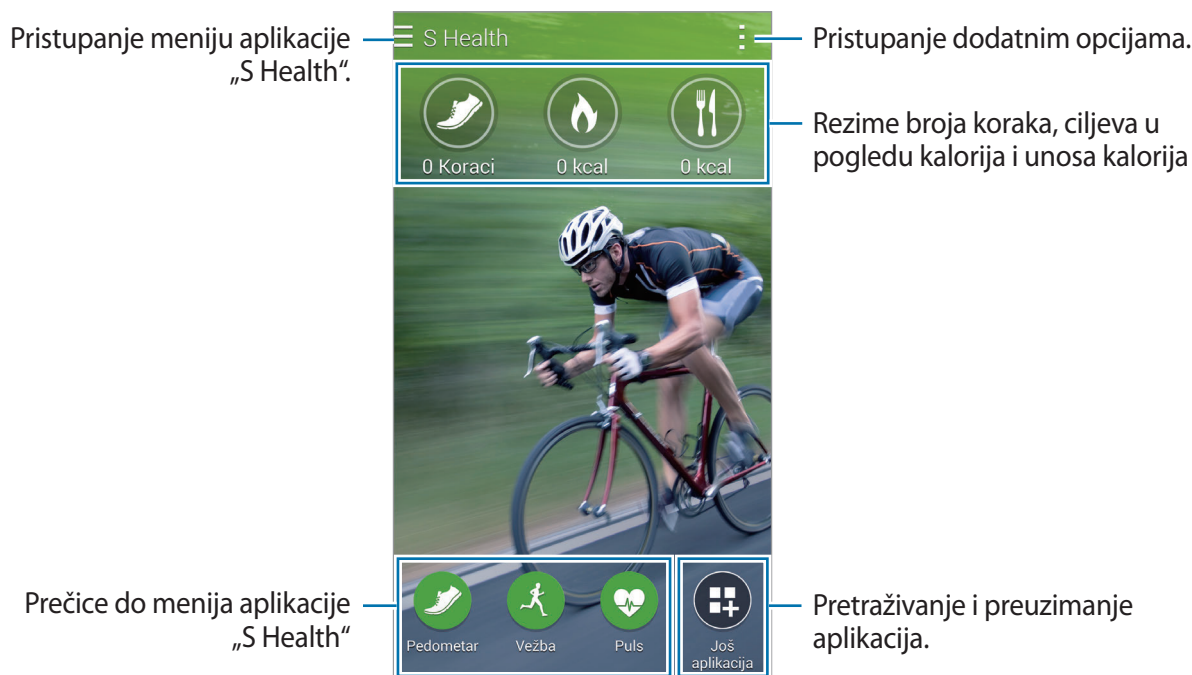 Pristupanje meniju aplikacije
„S Health“.
S Health
Pristupanje dodatnim opcijama.
0 Koraci
0 kcal
0 kcal
Rezime broja koraka, ciljeva u
pogledu kalorija i unosa kalorija
Prečice do menija aplikacije
„S Health“
Pedometar
Vežba
Puls
Još
aplikacija
Pretraživanje i preuzimanje
aplikacija.